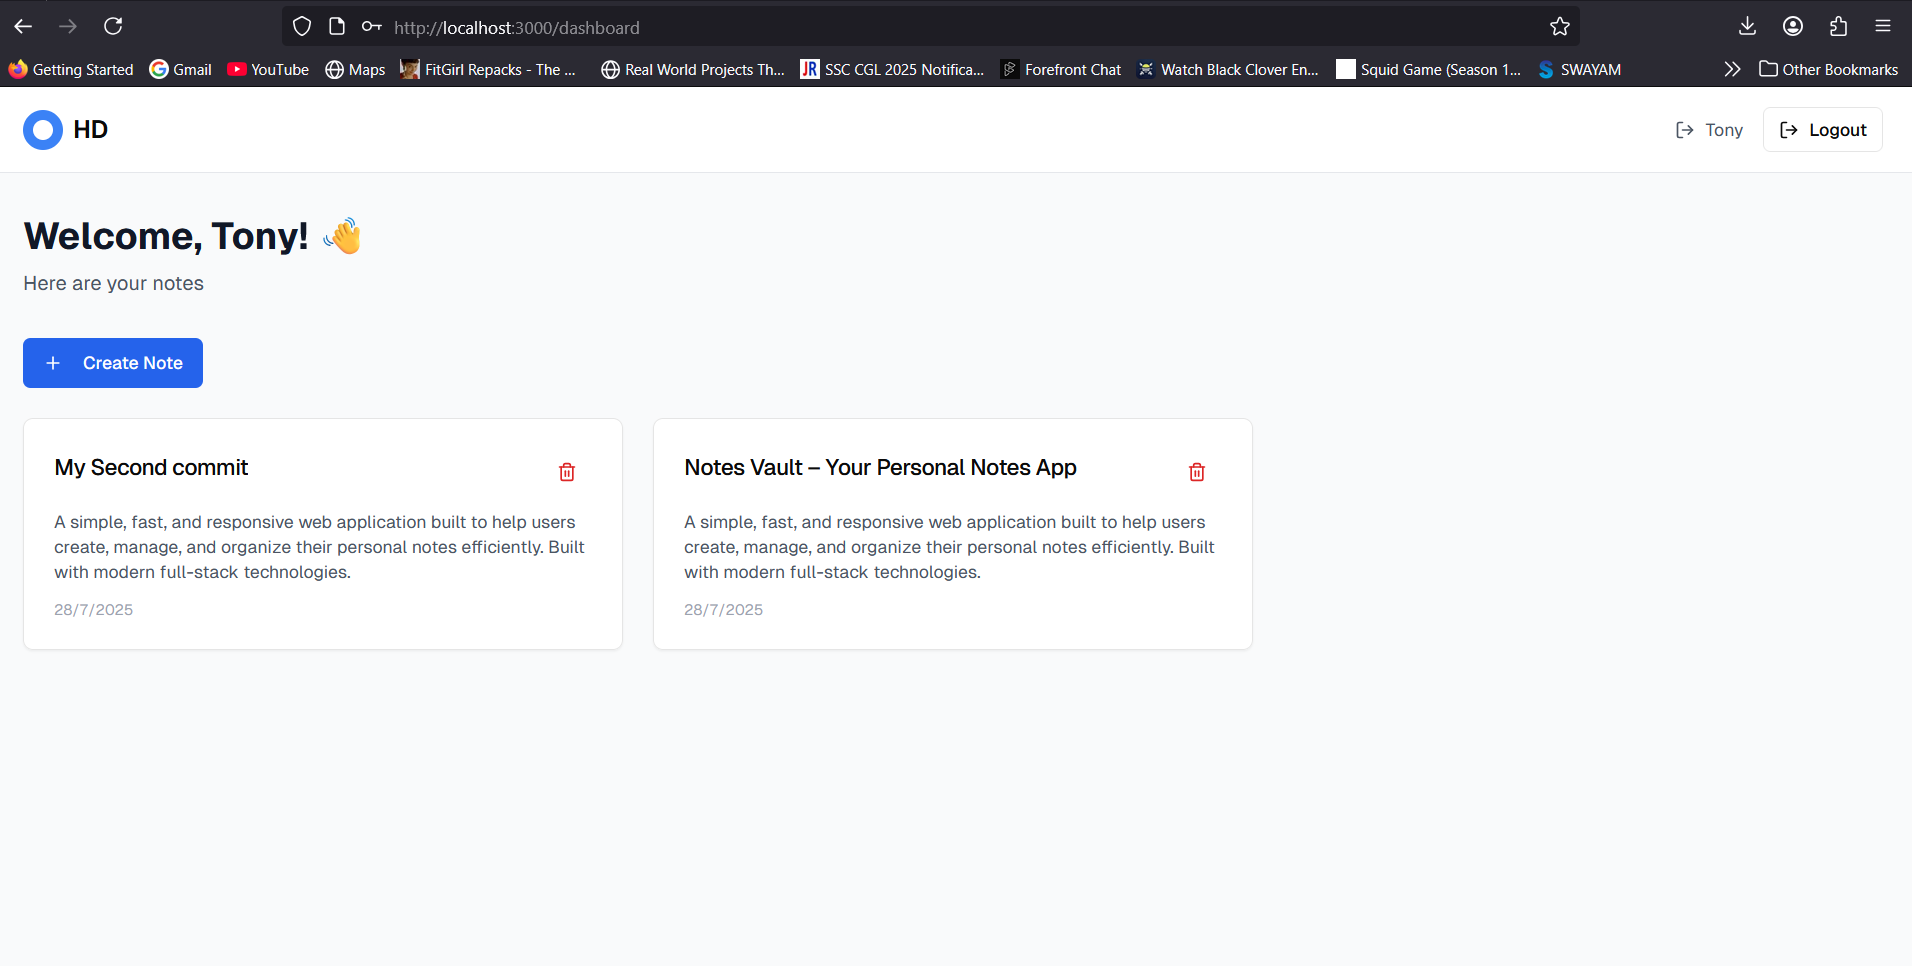 http://localhost:3000/dashboard
Getting Started Gmail YouTube Maps FitGirl Repacks - The ... Real World Projects Th... JR SSC CGL 2025 Notifica... Forefront Chat Watch Black Clover En... Squid Game (Season 1... SWAYAM Other Bookmarks
HD Tony Logout
Welcome, Tony! 👋
Here are your notes
+ Create Note
My Second commit
A simple, fast, and responsive web application built to help users
create, manage, and organize their personal notes efficiently. Built
with modern full-stack technologies.
28/7/2025
Notes Vault – Your Personal Notes App
A simple, fast, and responsive web application built to help users
create, manage, and organize their personal notes efficiently. Built
with modern full-stack technologies.
28/7/2025